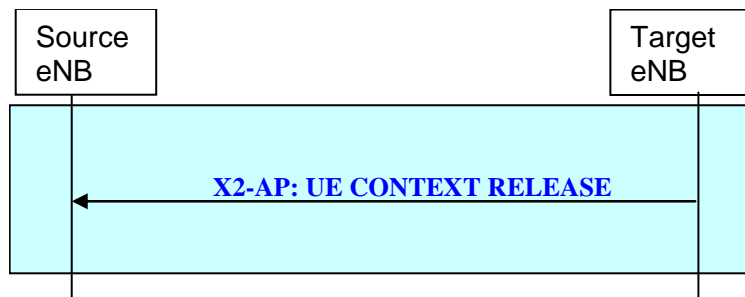 Source
eNB
Target
eNB
X2-AP: UE CONTEXT RELEASE